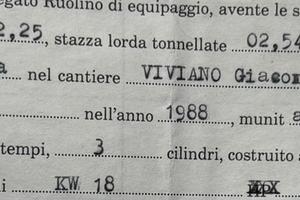 egato Ruolino di equipaggio, avente le s
2,25, stazza lorda tonnellate 02,54
a nel cantiere VIVIANO Giacom
nell'anno 1988, munit a
tempi, 3 cilindri, costruito a
i KW 18